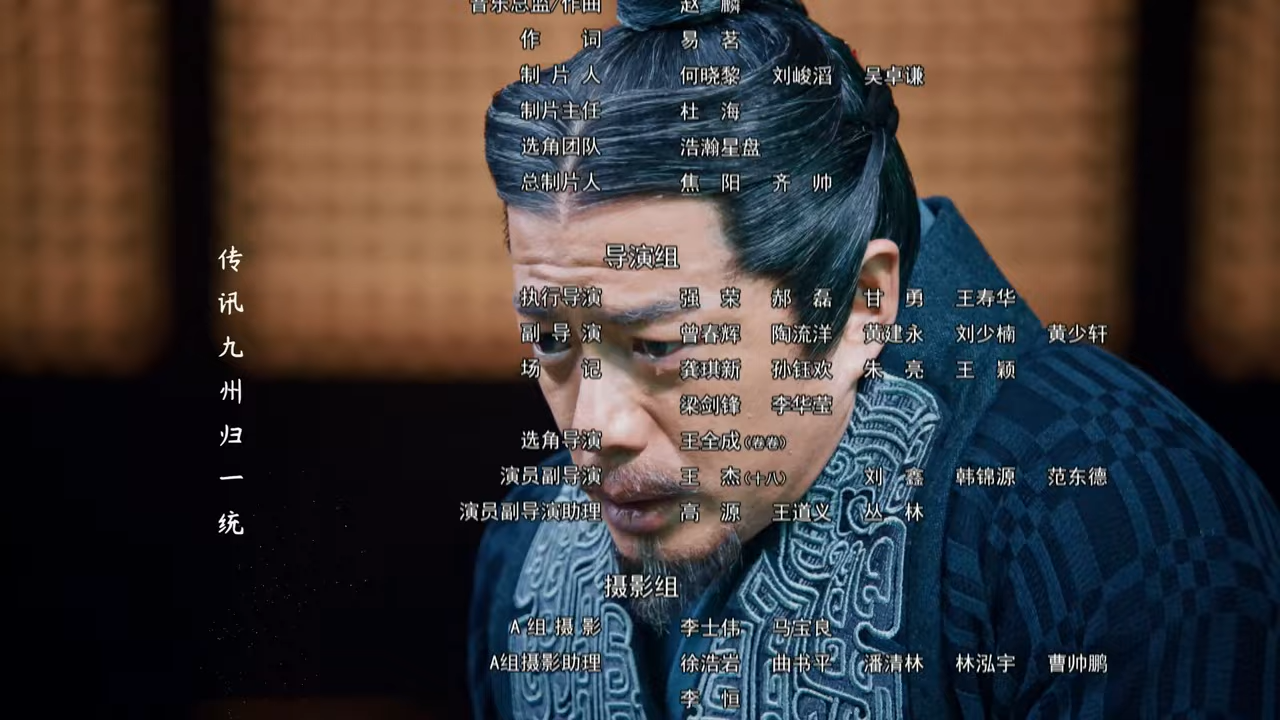 音乐总监/作曲 赵 麟
作 词 易 茗
制 片 人 何晓黎 刘峻滔 吴卓谦
制片主任 杜 海
选角团队 浩瀚星盘
总制片人 焦 阳 齐 帅
导演组
执行导演 强 荣 郝 磊 甘 勇 王寿华
副 导 演 曾春辉 陶流洋 黄建永 刘少楠 黄少轩
场 记 龚琪新 孙钰欢 朱 亮 王 颖
梁剑锋 李华莹
选角导演 王全成(卷卷)
演员副导演 王 杰(十八) 刘 鑫 韩锦源 范东德
演员副导演助理 高 源 王道义 丛 林
摄影组
A 组 摄 影 李士伟 马宝良
A组摄影助理 徐浩岩 曲书平 潘清林 林泓宇 曹帅鹏
李 恒
传讯九州归一统